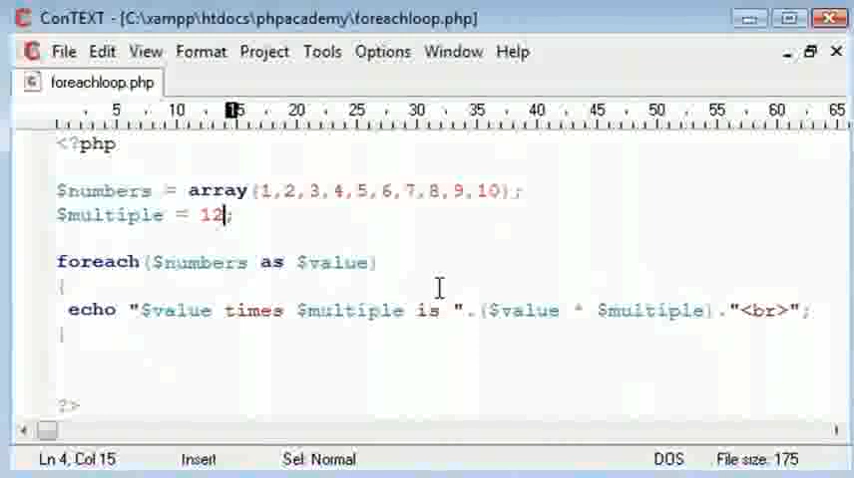 ConTEXT - [C:\xampp\htdocs\phpacademy\foreachloop.php]
File Edit View Format Project Tools Options Window Help
foreachloop.php
5 10 15 20 25 30 35 40 45 50 55 60 65
<?php
$numbers = array(1,2,3,4,5,6,7,8,9,10);
$multiple = 12;
foreach($numbers as $value)
{
echo "$value times $multiple is ".($value * $multiple)."<br>";
?>
Ln 4, Col 15 Insert Sel: Normal DOS File size: 175